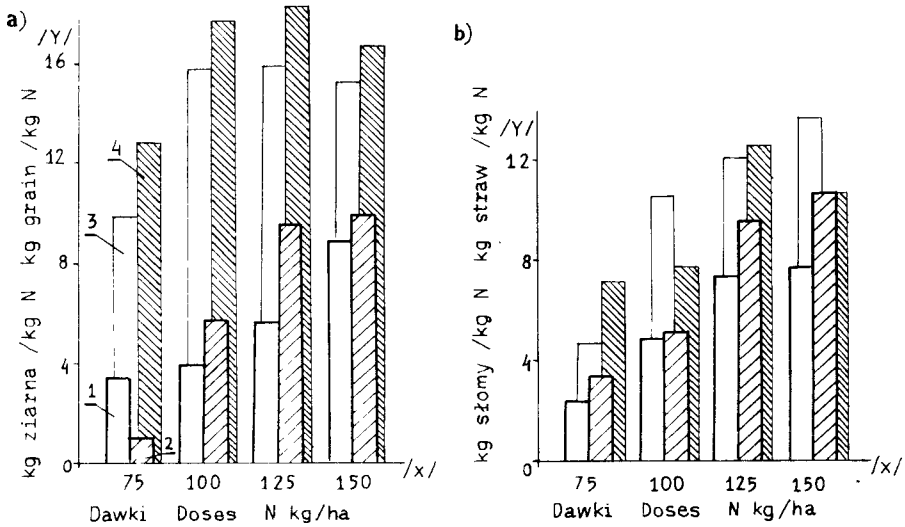 a)
/Y/
16
12
8
4
0
kg ziarna /kg N kg grain /kg N
4
3
1
2
75 100 125 150 /x/
Dawki Doses N kg/ha
b)
/Y/
12
8
4
0
kg słomy /kg N kg straw /kg N
75 100 125 150 /x/
Dawki Doses N kg/ha